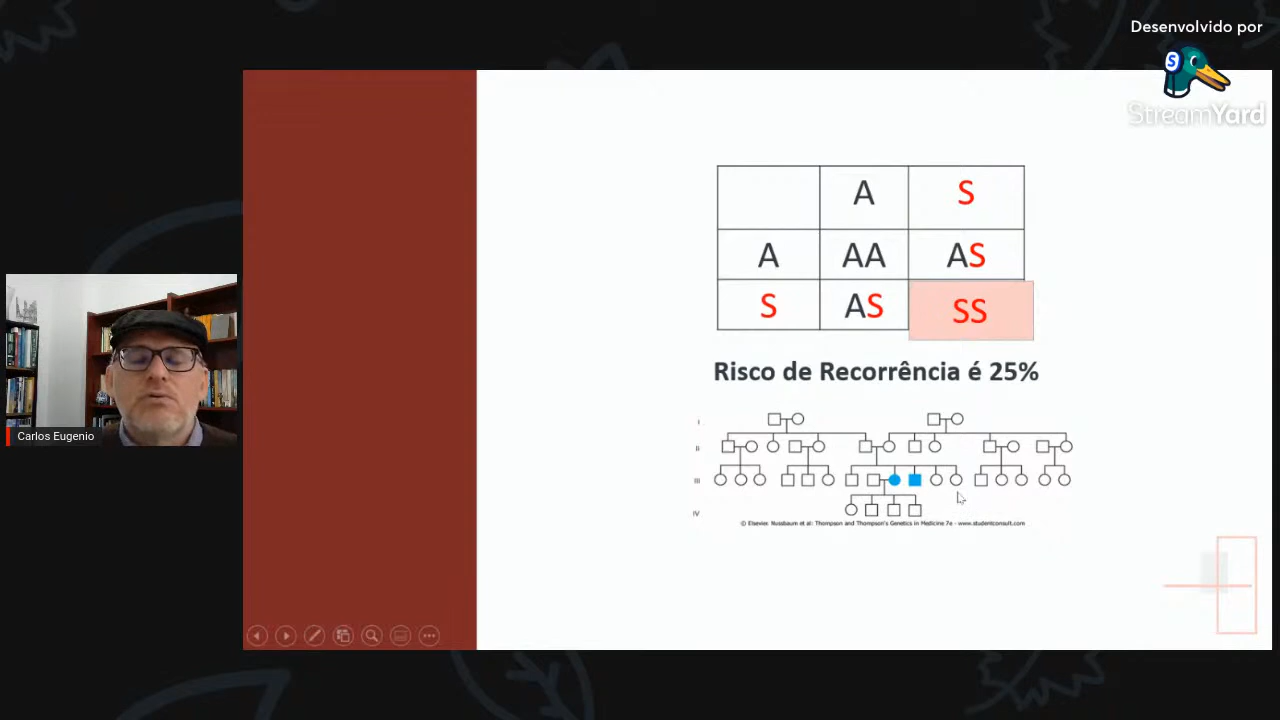 Desenvolvido por
S
StreamYard
A S
A AA AS
S AS SS
Risco de Recorrência é 25%
I
II
III
IV
© Elsevier. Nussbaum et al: Thompson and Thompson's Genetics in Medicine 7e - www.studentconsult.com
Carlos Eugenio